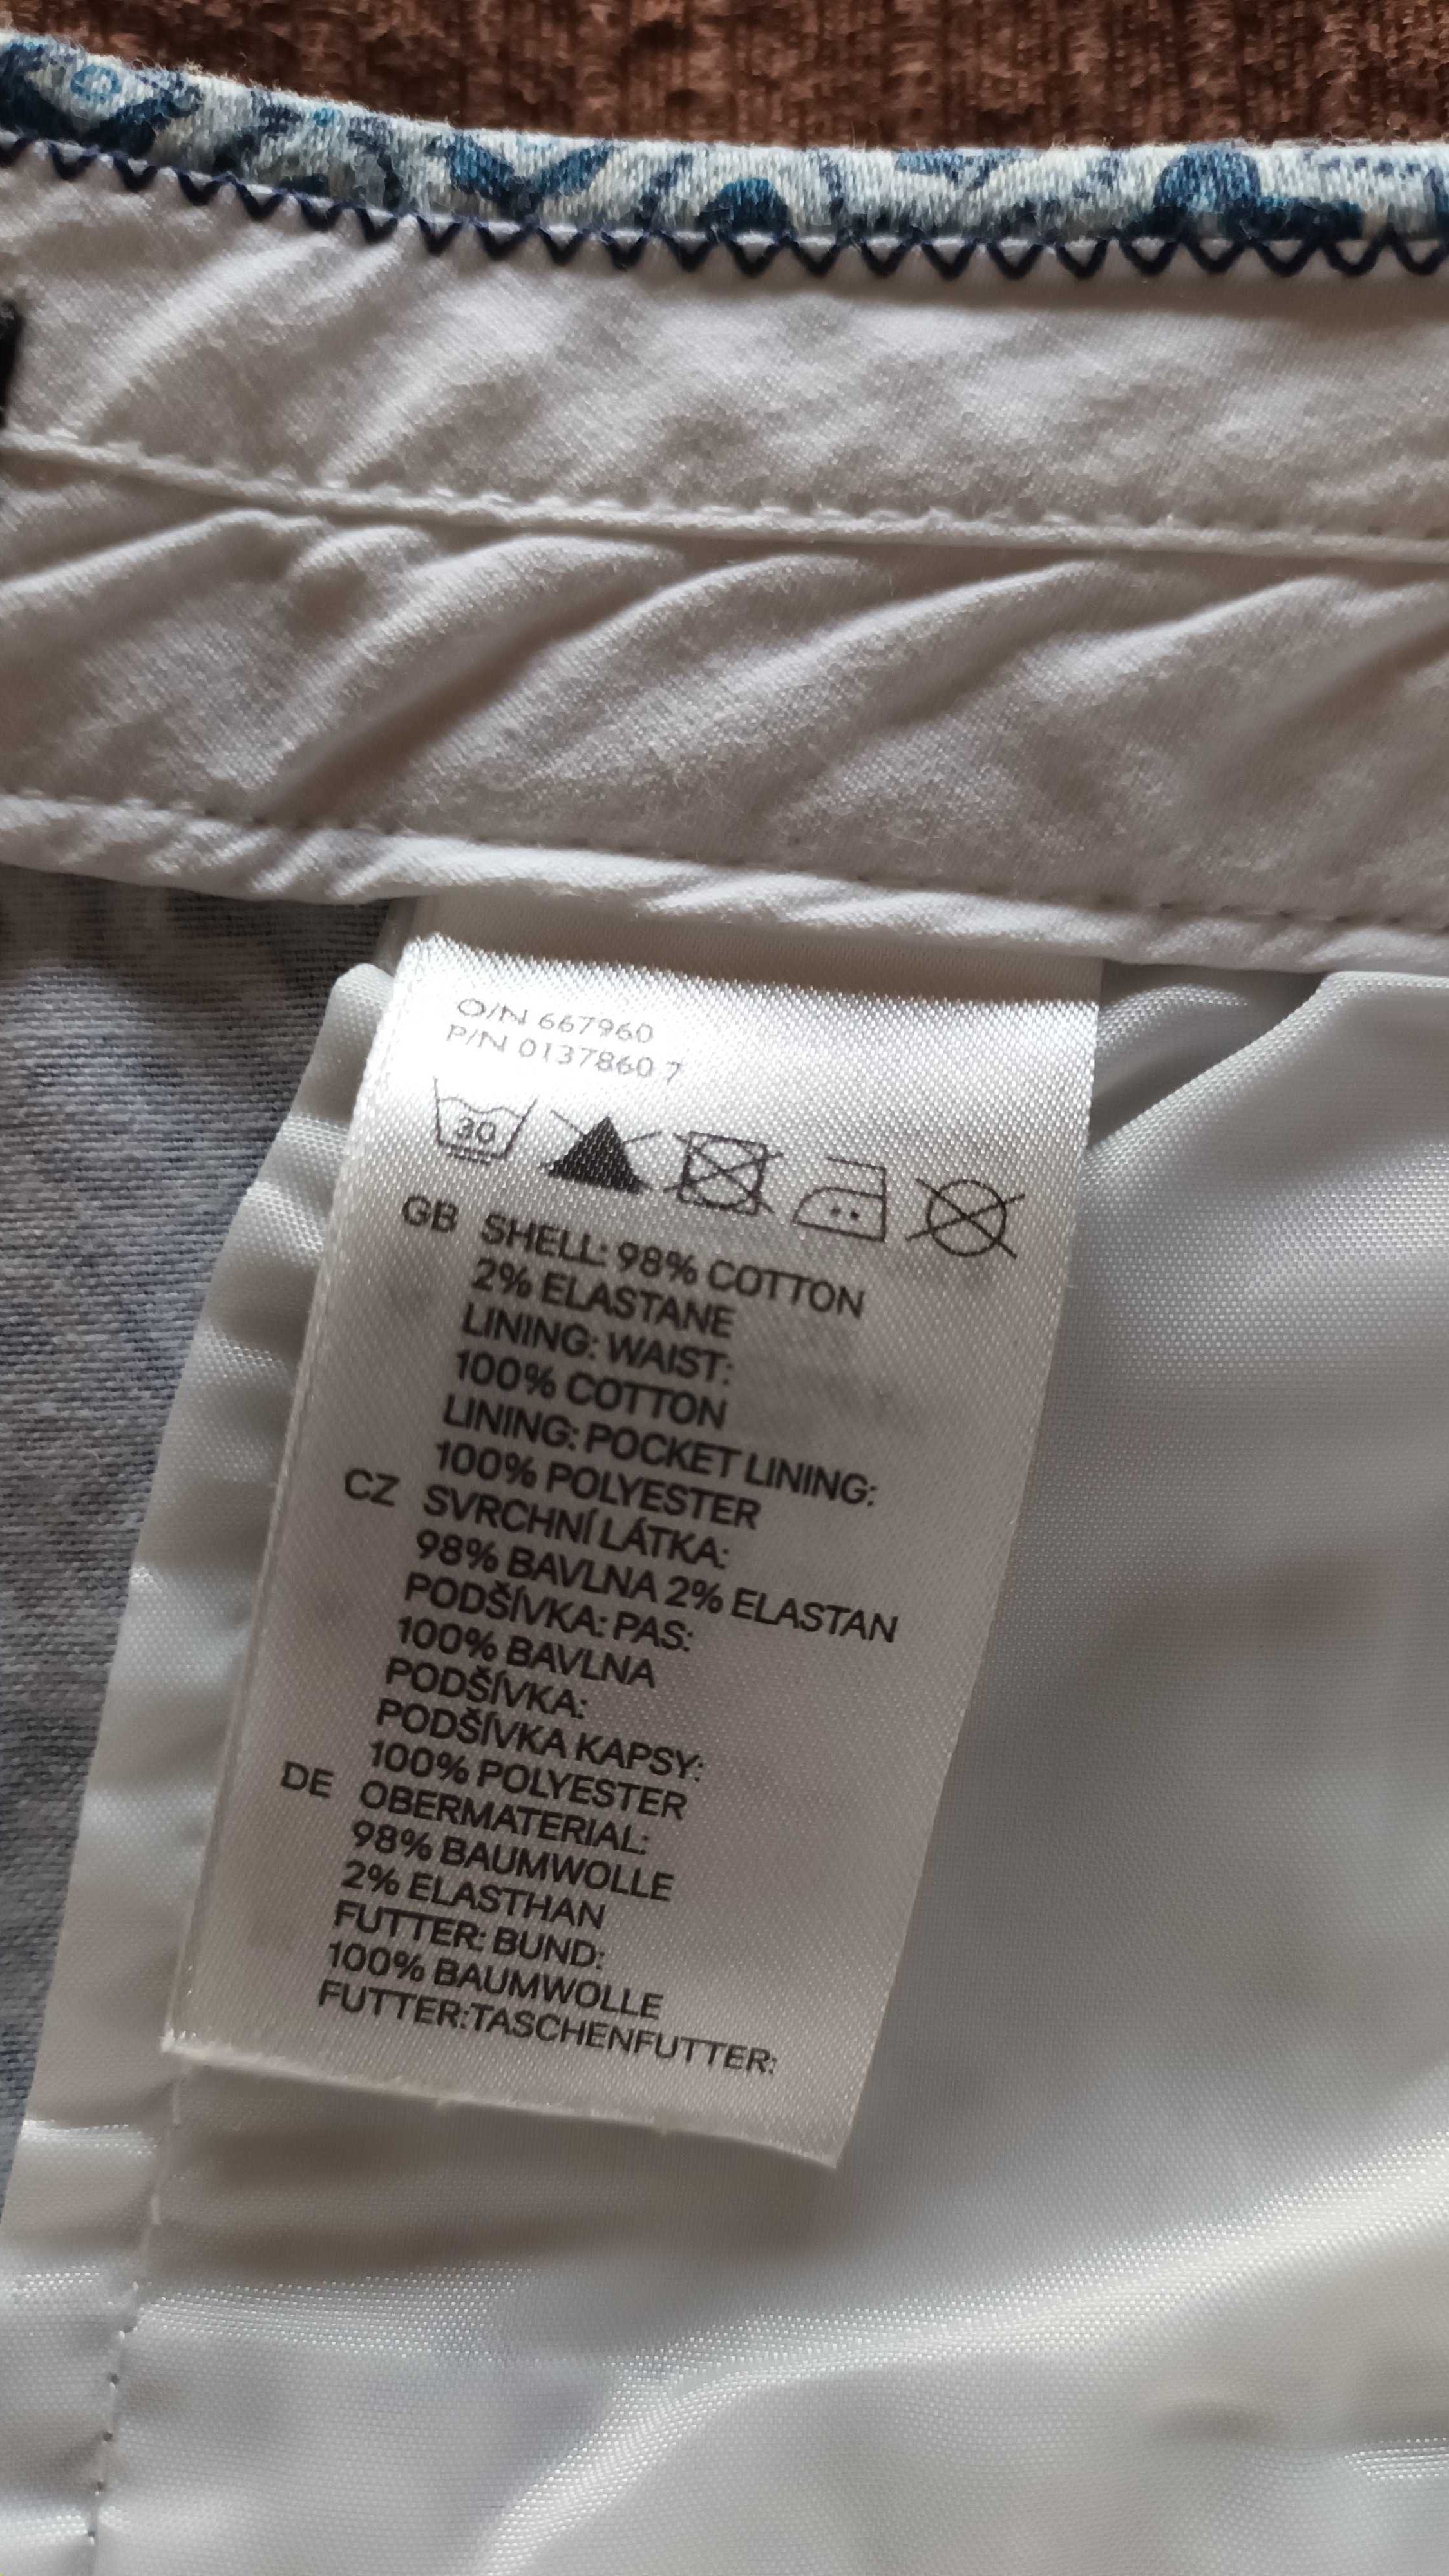 O/N 667960
P/N 0137860 7
30
GB SHELL: 98% COTTON
2% ELASTANE
LINING: WAIST:
100% COTTON
LINING: POCKET LINING:
100% POLYESTER
CZ SVRCHNÍ LÁTKA:
98% BAVLNA 2% ELASTAN
PODŠÍVKA: PAS:
100% BAVLNA
PODŠÍVKA:
PODŠÍVKA KAPSY:
100% POLYESTER
DE OBERMATERIAL:
98% BAUMWOLLE
2% ELASTHAN
FUTTER: BUND:
100% BAUMWOLLE
FUTTER:TASCHENFUTTER: